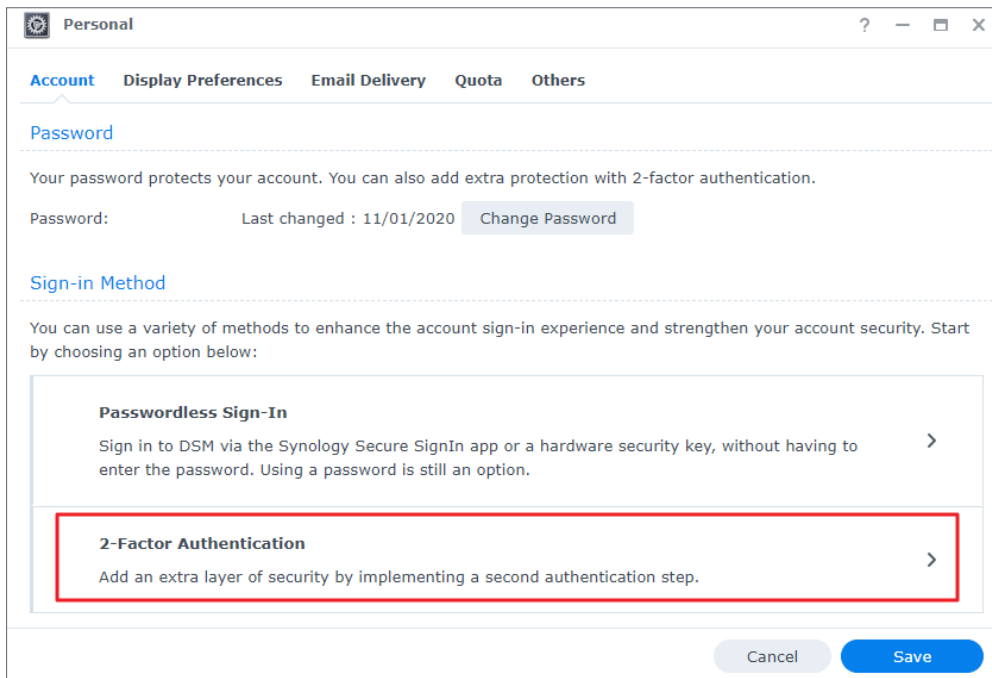 Personal
Account Display Preferences Email Delivery Quota Others
Password
Your password protects your account. You can also add extra protection with 2-factor authentication.
Password: Last changed : 11/01/2020 Change Password
Sign-in Method
You can use a variety of methods to enhance the account sign-in experience and strengthen your account security. Start
by choosing an option below:
Passwordless Sign-In
Sign in to DSM via the Synology Secure SignIn app or a hardware security key, without having to
enter the password. Using a password is still an option.
2-Factor Authentication
Add an extra layer of security by implementing a second authentication step.
Cancel Save